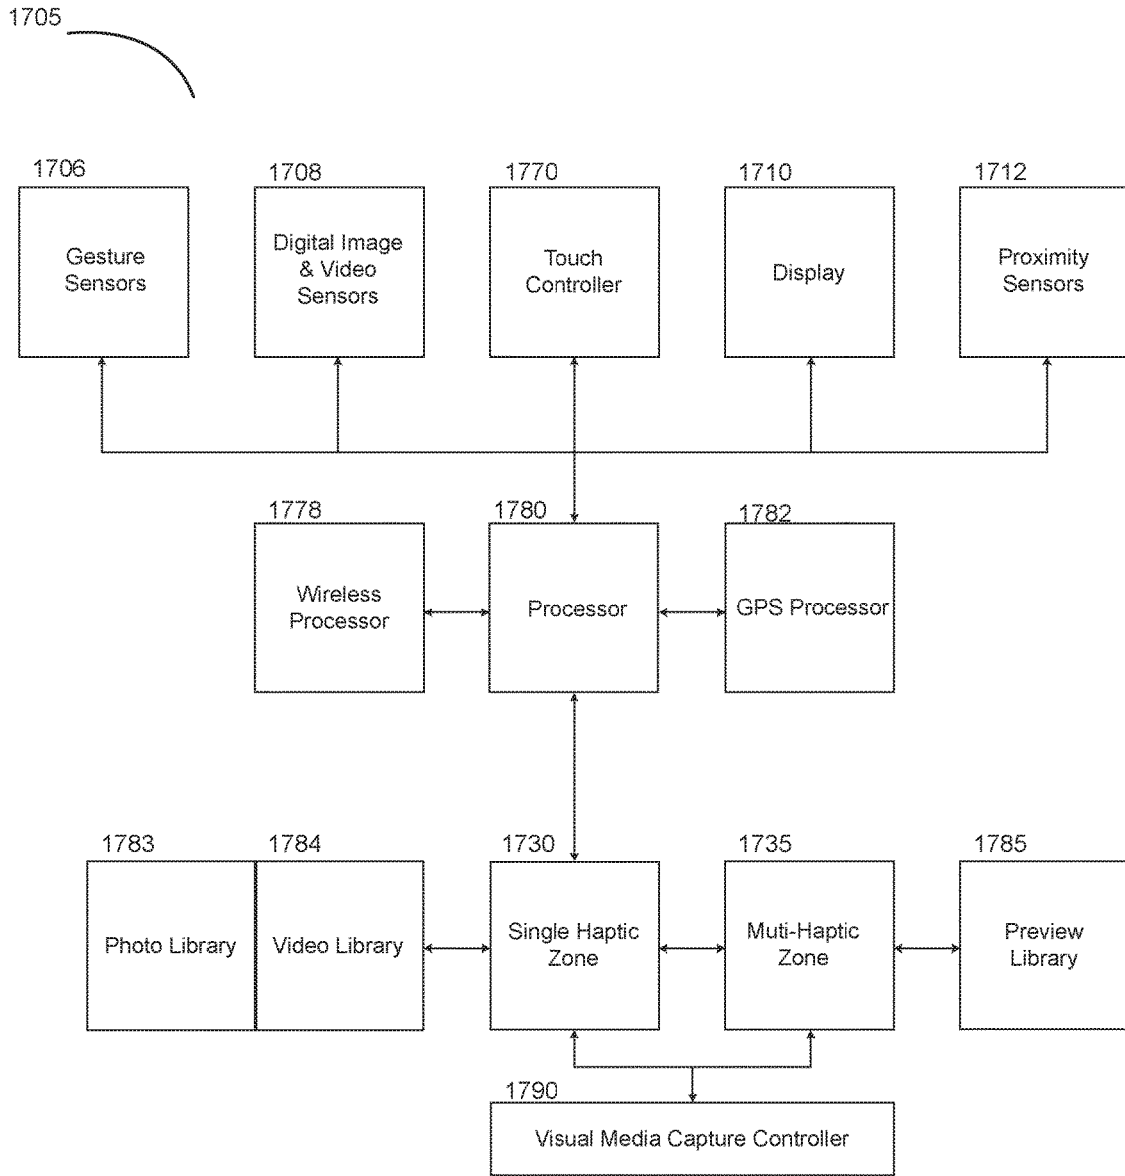 1705
1706
1708
1770
1710
1712
Gesture
Sensors
Digital Image
& Video
Sensors
Touch
Controller
Display
Proximity
Sensors
1778
1780
1782
Wireless
Processor
Processor
GPS Processor
1783
1784
1730
1735
1785
Photo Library
Video Library
Single Haptic
Zone
Muti-Haptic
Zone
Preview
Library
1790
Visual Media Capture Controller